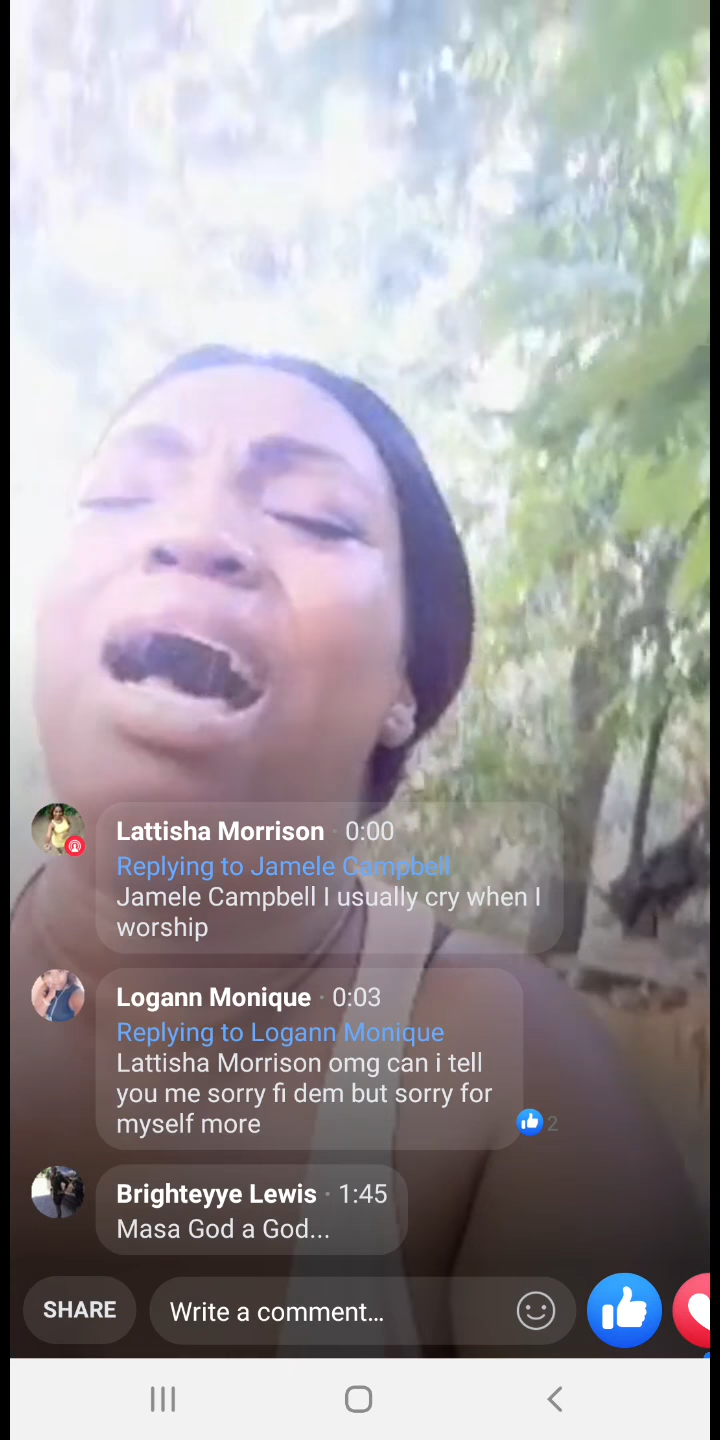 Lattisha Morrison · 0:00
Replying to Jamele Campbell
Jamele Campbell I usually cry when I
worship
Logann Monique · 0:03
Replying to Logann Monique
Lattisha Morrison omg can i tell
you me sorry fi dem but sorry for
myself more
2
Brighteyye Lewis · 1:45
Masa God a God...
SHARE
Write a comment...